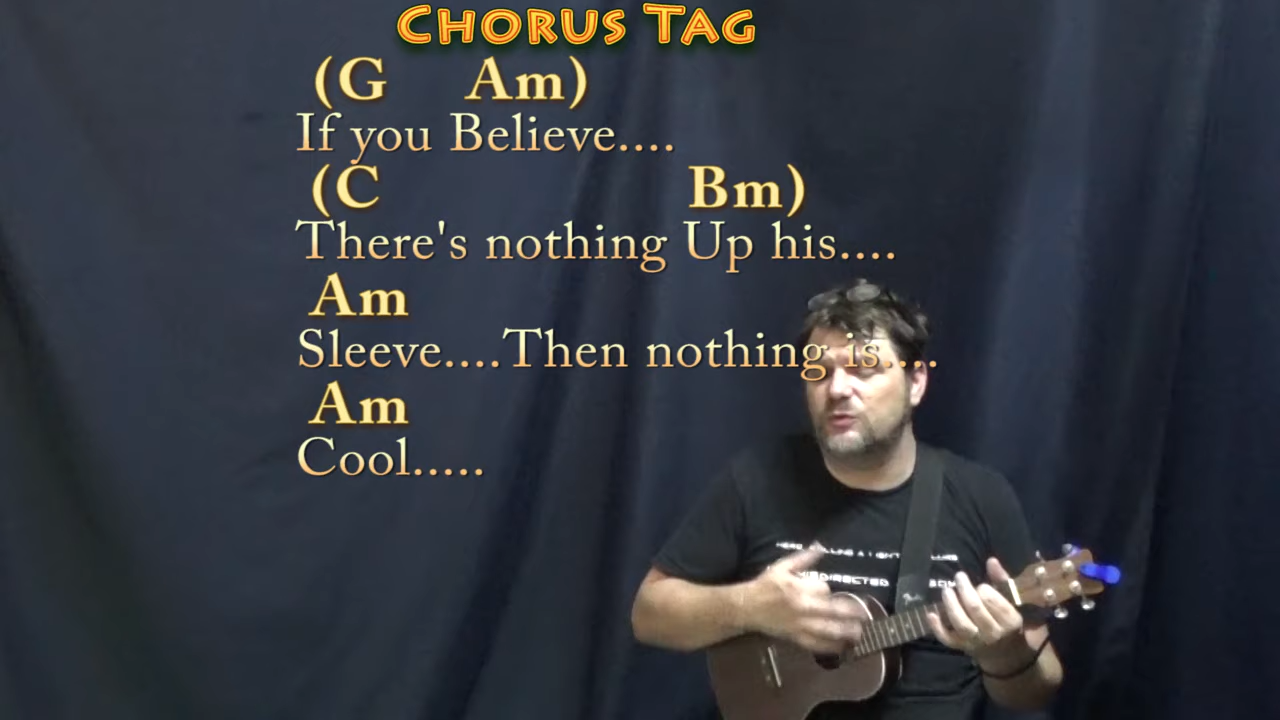 CHORUS TAG
(G Am)
If you Believe....
(C Bm)
There's nothing Up his....
Am
Sleeve....Then nothing is....
Am
Cool.....